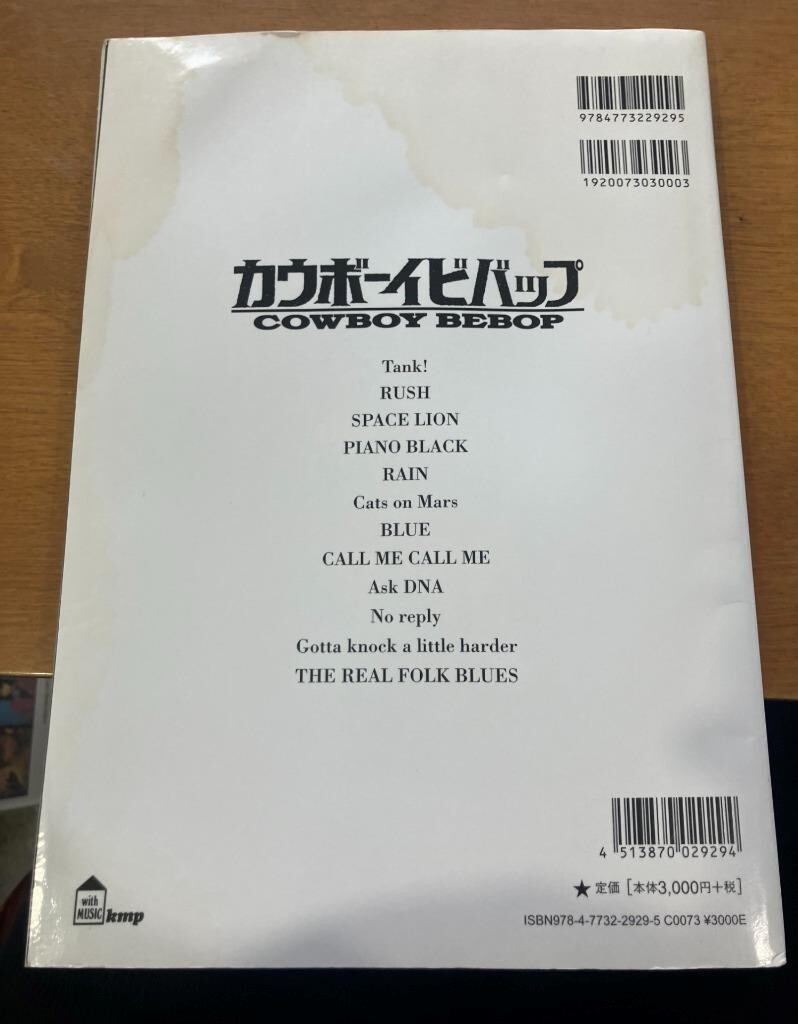 9784773229295
1920073030003
カウボーイビバップ
COWBOY BEBOP
Tank!
RUSH
SPACE LION
PIANO BLACK
RAIN
Cats on Mars
BLUE
CALL ME CALL ME
Ask DNA
No reply
Gotta knock a little harder
THE REAL FOLK BLUES
4 513870 029294
★ 定価 [本体3,000円+税]
with
MUSIC kmp
ISBN978-4-7732-2929-5 C0073 ¥3000E